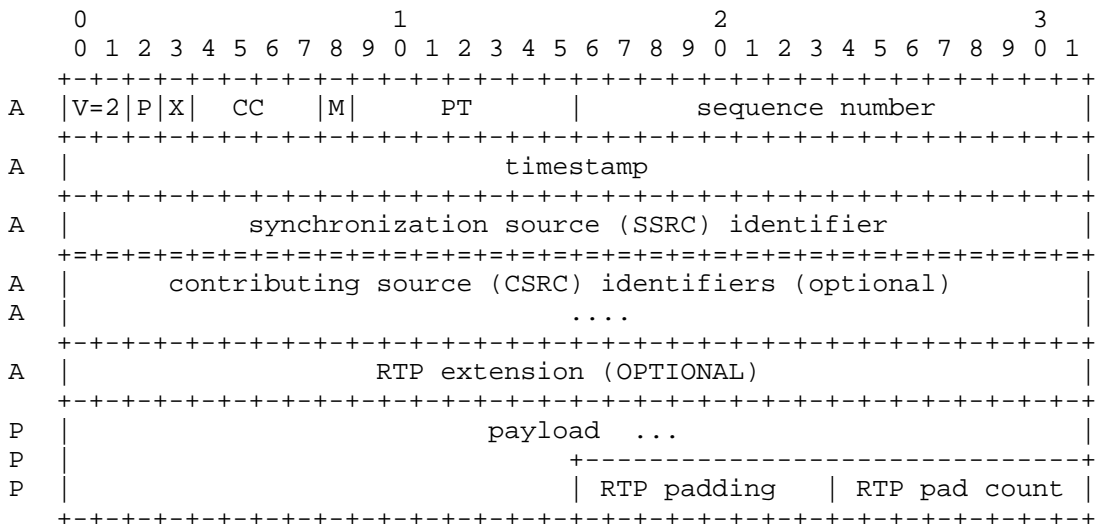 0                   1                   2                   3
     0 1 2 3 4 5 6 7 8 9 0 1 2 3 4 5 6 7 8 9 0 1 2 3 4 5 6 7 8 9 0 1
    +-+-+-+-+-+-+-+-+-+-+-+-+-+-+-+-+-+-+-+-+-+-+-+-+-+-+-+-+-+-+-+-+
A   |V=2|P|X|  CC   |M|     PT      |       sequence number         |
    +-+-+-+-+-+-+-+-+-+-+-+-+-+-+-+-+-+-+-+-+-+-+-+-+-+-+-+-+-+-+-+-+
A   |                           timestamp                           |
    +-+-+-+-+-+-+-+-+-+-+-+-+-+-+-+-+-+-+-+-+-+-+-+-+-+-+-+-+-+-+-+-+
A   |           synchronization source (SSRC) identifier            |
    +=+=+=+=+=+=+=+=+=+=+=+=+=+=+=+=+=+=+=+=+=+=+=+=+=+=+=+=+=+=+=+=+
A   |      contributing source (CSRC) identifiers (optional)        |
A   |                               ....                            |
    +-+-+-+-+-+-+-+-+-+-+-+-+-+-+-+-+-+-+-+-+-+-+-+-+-+-+-+-+-+-+-+-+
A   |                   RTP extension (OPTIONAL)                    |
    +-+-+-+-+-+-+-+-+-+-+-+-+-+-+-+-+-+-+-+-+-+-+-+-+-+-+-+-+-+-+-+-+
P   |                          payload  ...                         |
P   |                               +-------------------------------+
P   |                               | RTP padding   | RTP pad count |
    +-+-+-+-+-+-+-+-+-+-+-+-+-+-+-+-+-+-+-+-+-+-+-+-+-+-+-+-+-+-+-+-+